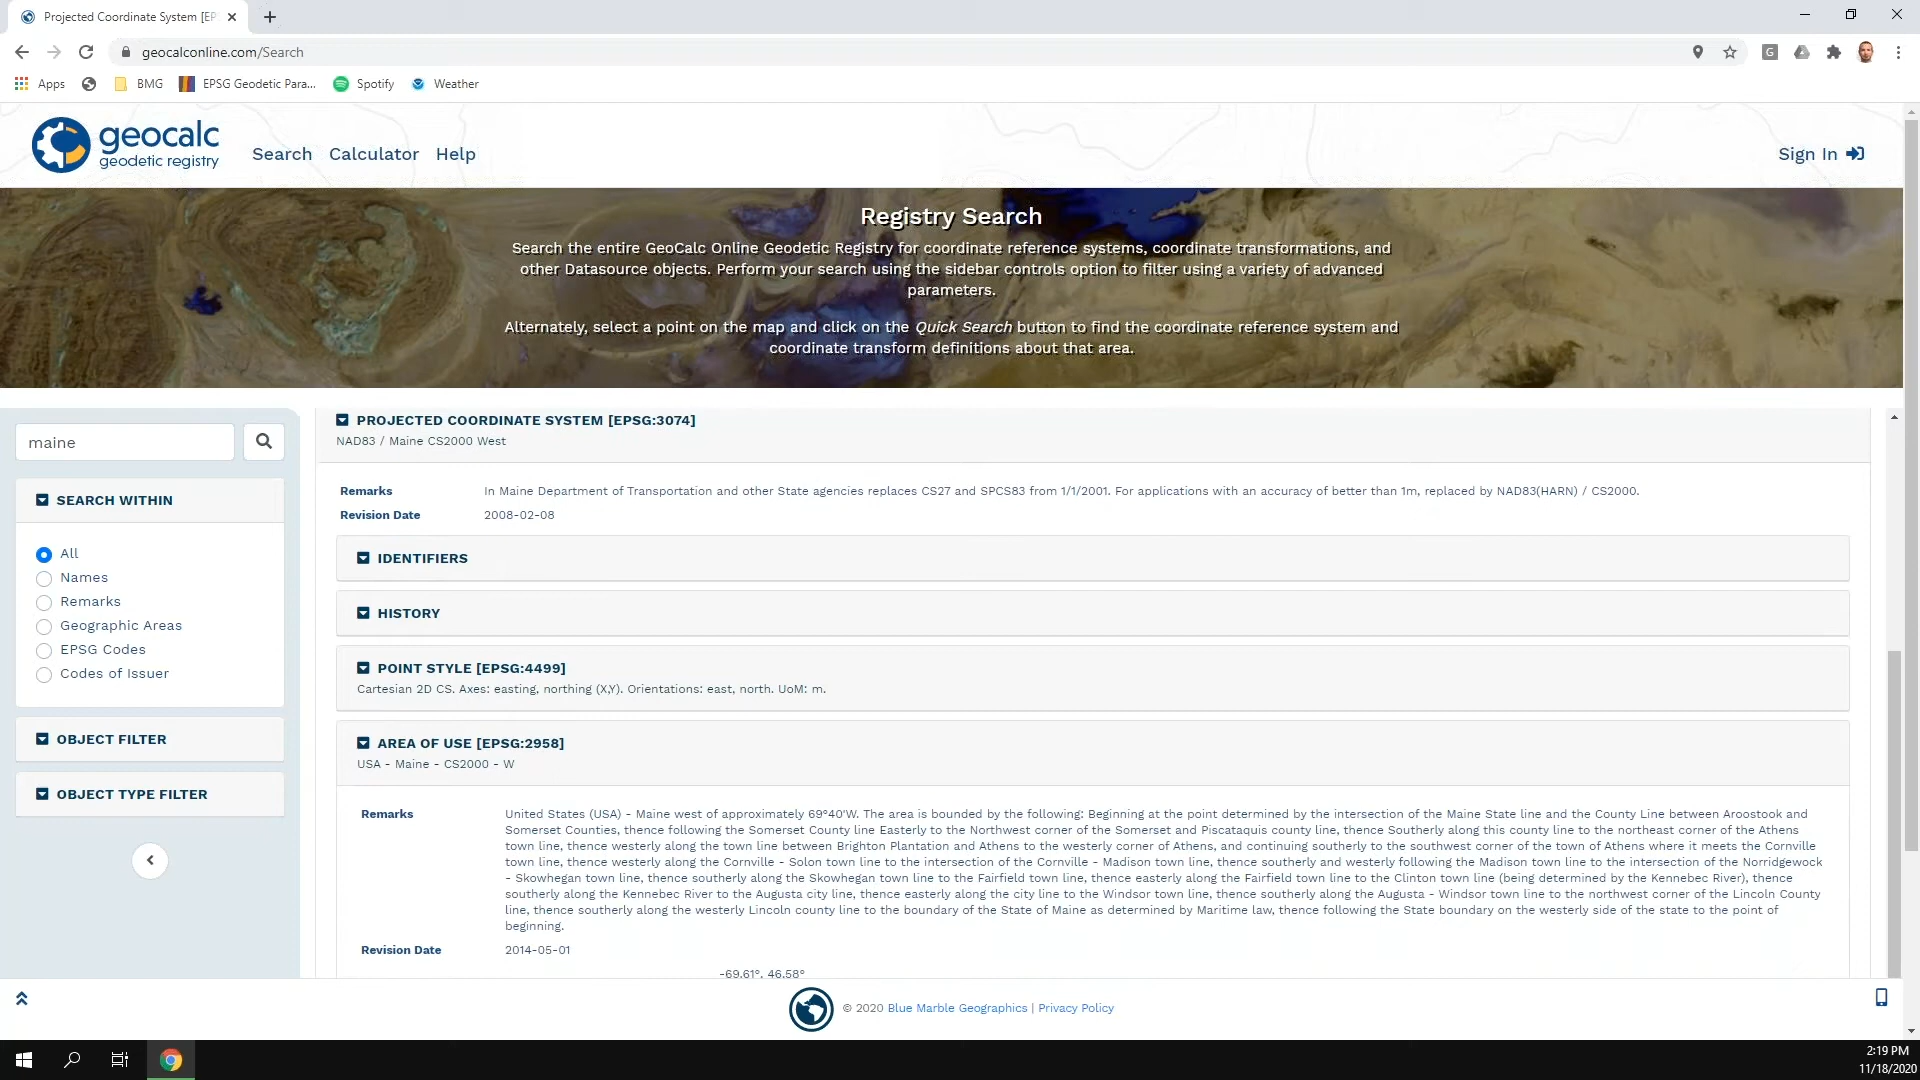 Projected Coordinate System [EPS
geocalconline.com/Search
Apps
BMG
EPSG Geodetic Para...
Spotify
Weather
geocalc
geodetic registry
Search
Calculator
Help
Sign In
Registry Search
Search the entire GeoCalc Online Geodetic Registry for coordinate reference systems, coordinate transformations, and
other Datasource objects. Perform your search using the sidebar controls option to filter using a variety of advanced
parameters.
Alternately, select a point on the map and click on the Quick Search button to find the coordinate reference system and
coordinate transform definitions about that area.
maine
SEARCH WITHIN
All
Names
Remarks
Geographic Areas
EPSG Codes
Codes of Issuer
OBJECT FILTER
OBJECT TYPE FILTER
PROJECTED COORDINATE SYSTEM [EPSG:3074]
NAD83 / Maine CS2000 West
Remarks
In Maine Department of Transportation and other State agencies replaces CS27 and SPCS83 from 1/1/2001. For applications with an accuracy of better than 1m, replaced by NAD83(HARN) / CS2000.
Revision Date
2008-02-08
IDENTIFIERS
HISTORY
POINT STYLE [EPSG:4499]
Cartesian 2D CS. Axes: easting, northing (X,Y). Orientations: east, north. UoM: m.
AREA OF USE [EPSG:2958]
USA - Maine - CS2000 - W
Remarks
United States (USA) - Maine west of approximately 69°40'W. The area is bounded by the following: Beginning at the point determined by the intersection of the Maine State line and the County Line between Aroostook and
Somerset Counties, thence following the Somerset County line Easterly to the Northwest corner of the Somerset and Piscataquis county line, thence Southerly along this county line to the northeast corner of the Athens
town line, thence westerly along the town line between Brighton Plantation and Athens to the westerly corner of Athens, and continuing southerly to the southwest corner of the town of Athens where it meets the Cornville
town line, thence westerly along the Cornville - Solon town line to the intersection of the Cornville - Madison town line, thence southerly and westerly following the Madison town line to the intersection of the Norridgewock
- Skowhegan town line, thence southerly along the Skowhegan town line to the Fairfield town line, thence easterly along the Fairfield town line to the Clinton town line (being determined by the Kennebec River), thence
southerly along the Kennebec River to the Augusta city line, thence easterly along the city line to the Windsor town line, thence southerly along the Augusta - Windsor town line to the northwest corner of the Lincoln County
line, thence southerly along the westerly Lincoln county line to the boundary of the State of Maine as determined by Maritime law, thence following the State boundary on the westerly side of the state to the point of
beginning.
Revision Date
2014-05-01
-69.61°, 46.58°
© 2020 Blue Marble Geographics | Privacy Policy
2:19 PM
11/18/2020